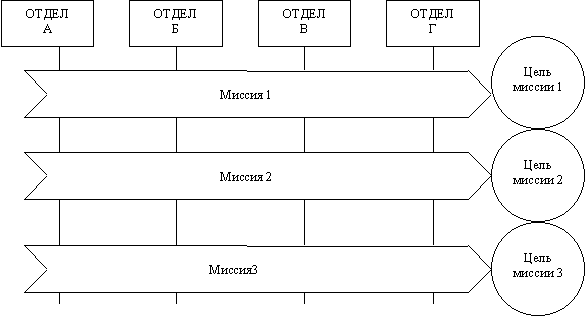 ОТДЕЛ
А
ОТДЕЛ
Б
ОТДЕЛ
В
ОТДЕЛ
Г
Миссия 1
Цель
миссии 1
Миссия 2
Цель
миссии 2
Миссия3
Цель
миссии 3